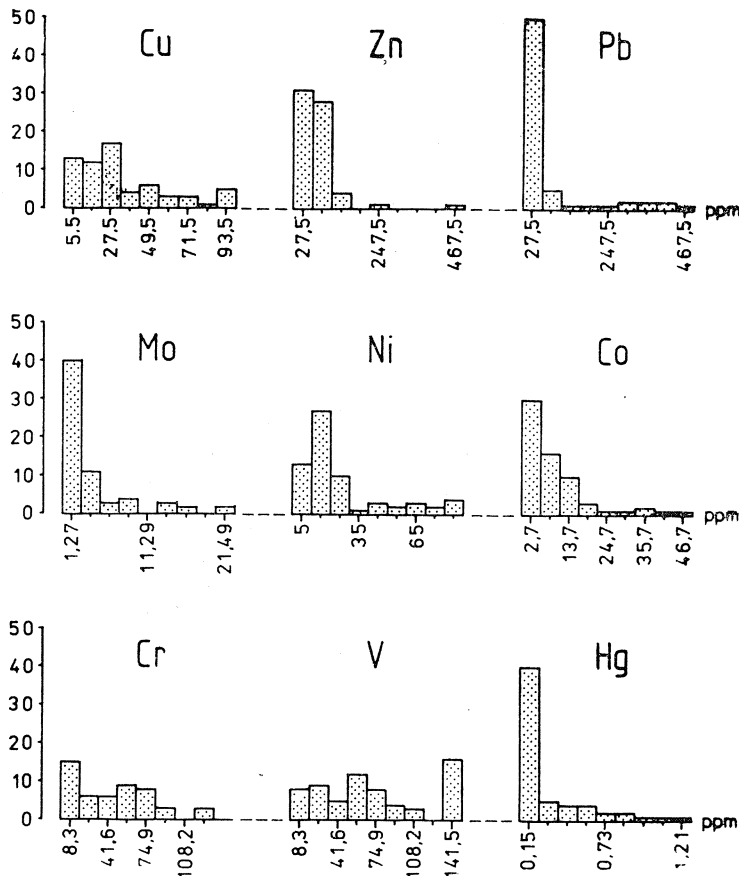 50 Cu Zn Pb
40
30
20
10
0 ppm
5,5 27,5 49,5 71,5 93,5 27,5 247,5 467,5 27,5 247,5 467,5
50 Mo Ni Co
40
30
20
10
0 ppm
1,27 11,29 21,49 5 35 65 2,7 13,7 24,7 35,7 46,7
50 Cr V Hg
40
30
20
10
0 ppm
8,3 41,6 74,9 108,2 8,3 41,6 74,9 108,2 141,5 0,15 0,73 1,21